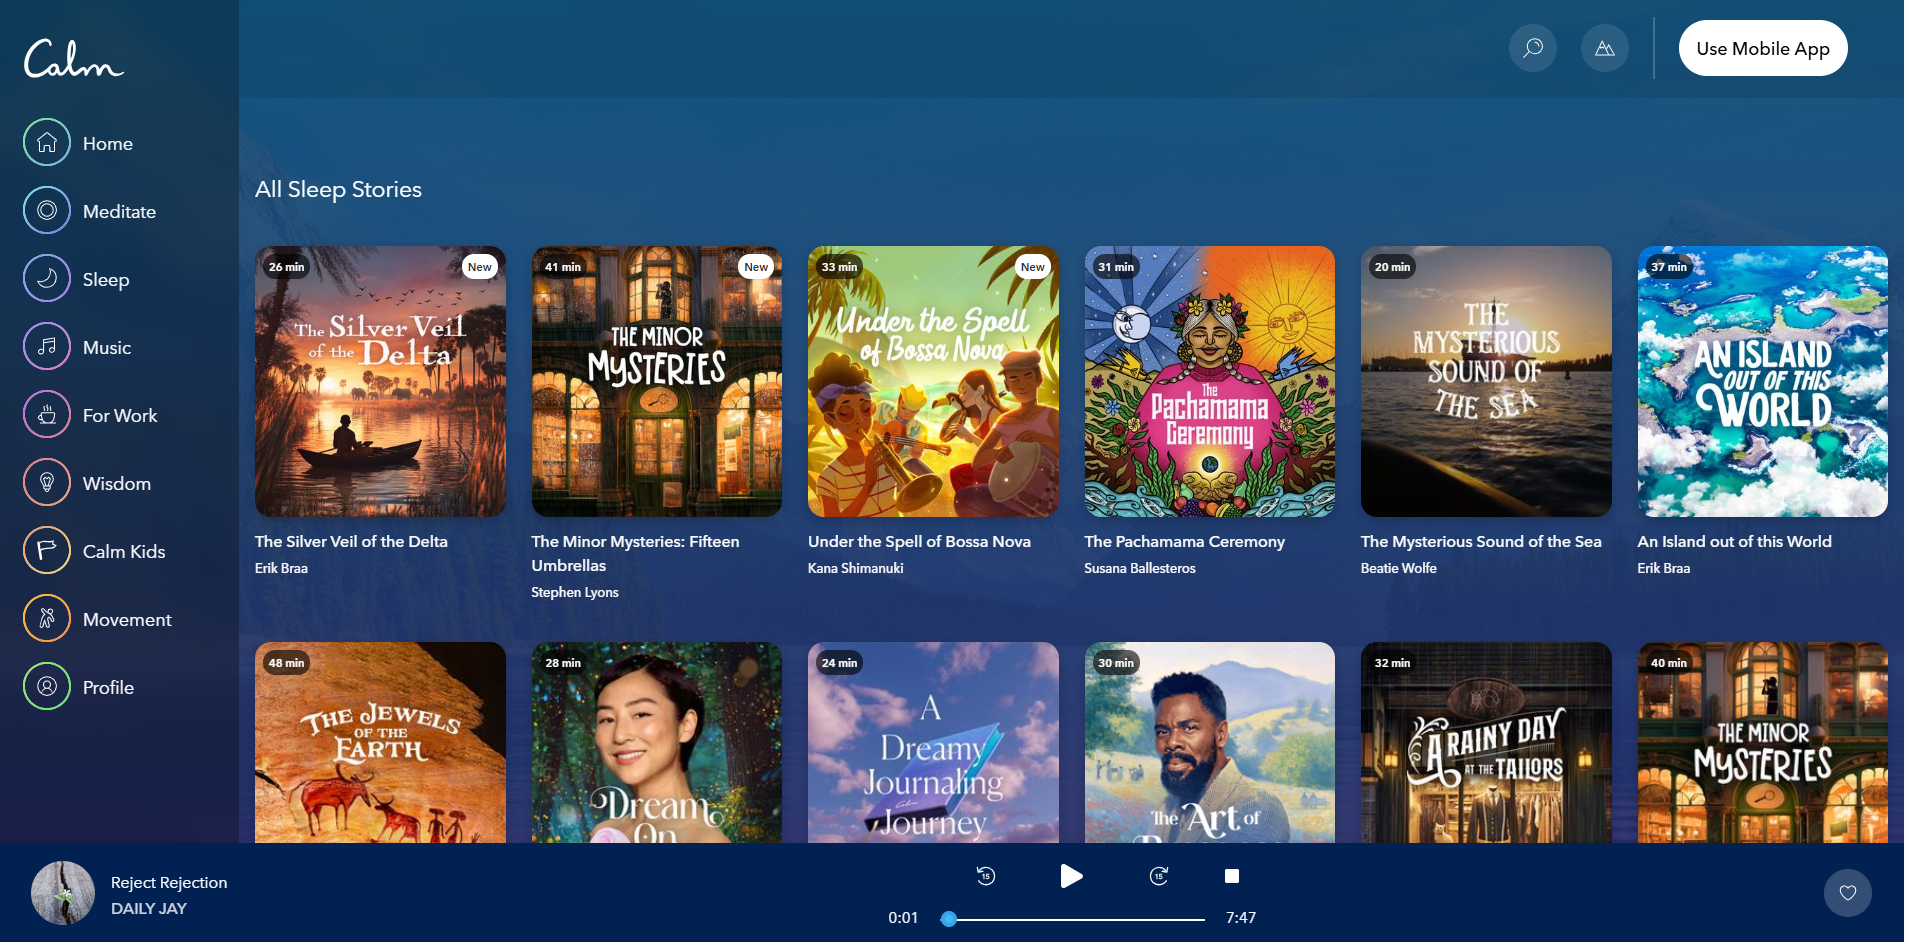 Calm
Use Mobile App
Home
Meditate
Sleep
Music
For Work
Wisdom
Calm Kids
Movement
Profile
All Sleep Stories
26 min
New
The Silver Veil
of the Delta
The Silver Veil of the Delta
Erik Braa
41 min
New
THE MINOR
MYSTERIES
The Minor Mysteries: Fifteen
Umbrellas
Stephen Lyons
33 min
New
Under the Spell
of Bossa Nova
Under the Spell of Bossa Nova
Kana Shimanuki
31 min
The
Pachamama
Ceremony
The Pachamama Ceremony
Susana Ballesteros
20 min
THE
MYSTERIOUS
SOUND OF
THE SEA
The Mysterious Sound of the Sea
Beatie Wolfe
37 min
AN ISLAND
OUT OF THIS
WORLD
An Island out of this World
Erik Braa
48 min
THE JEWELS
OF THE
EARTH
28 min
Dream
On
24 min
A
Dreamy
Journaling
Calm
Journey
30 min
The Art of
32 min
A RAINY DAY
AT THE TAILORS
40 min
THE MINOR
MYSTERIES
Reject Rejection
DAILY JAY
15
15
0:01
7:47